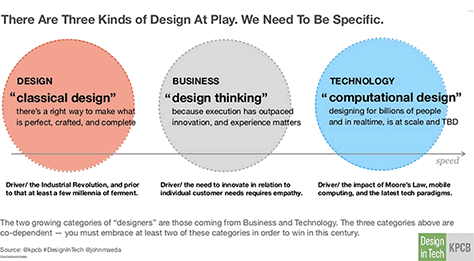 There Are Three Kinds of Design At Play. We Need To Be Specific.
DESIGN
“classical design”
there's a right way to make what
is perfect, crafted, and complete
BUSINESS
“design thinking”
because execution has outpaced
innovation, and experience matters
TECHNOLOGY
“computational design”
designing for billions of people
and in realtime, is at scale and TBD
speed
Driver/ the Industrial Revolution, and prior
to that at least a few millenia of ferment.
Driver/ the need to innovate in relation to
individual customer needs requires empathy.
Driver/ the impact of Moore's Law, mobile
computing, and the latest tech paradigms.
The two growing categories of “designers” are those coming from Business and Technology. The three categories above are
co-dependent — you must embrace at least two of these categories in order to win in this century.
Source: @kpcb #DesignInTech @johnmaeda
Design
in Tech
KPCB